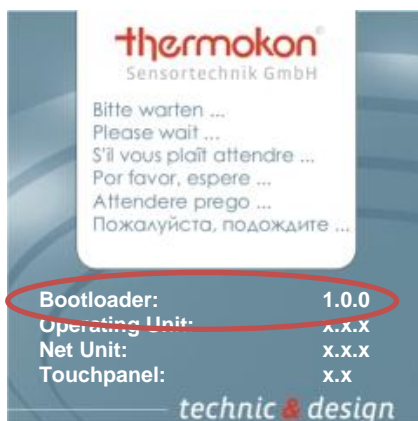 thermokon®
Sensortechnik GmbH
Bitte warten ...
Please wait ...
S'il vous plaît attendre ...
Por favor, espere ...
Attendere prego ...
Пожалуйста, подождите ...
Bootloader: 1.0.0
Operating Unit: x.x.x
Net Unit: x.x.x
Touchpanel: x.x
technic & design